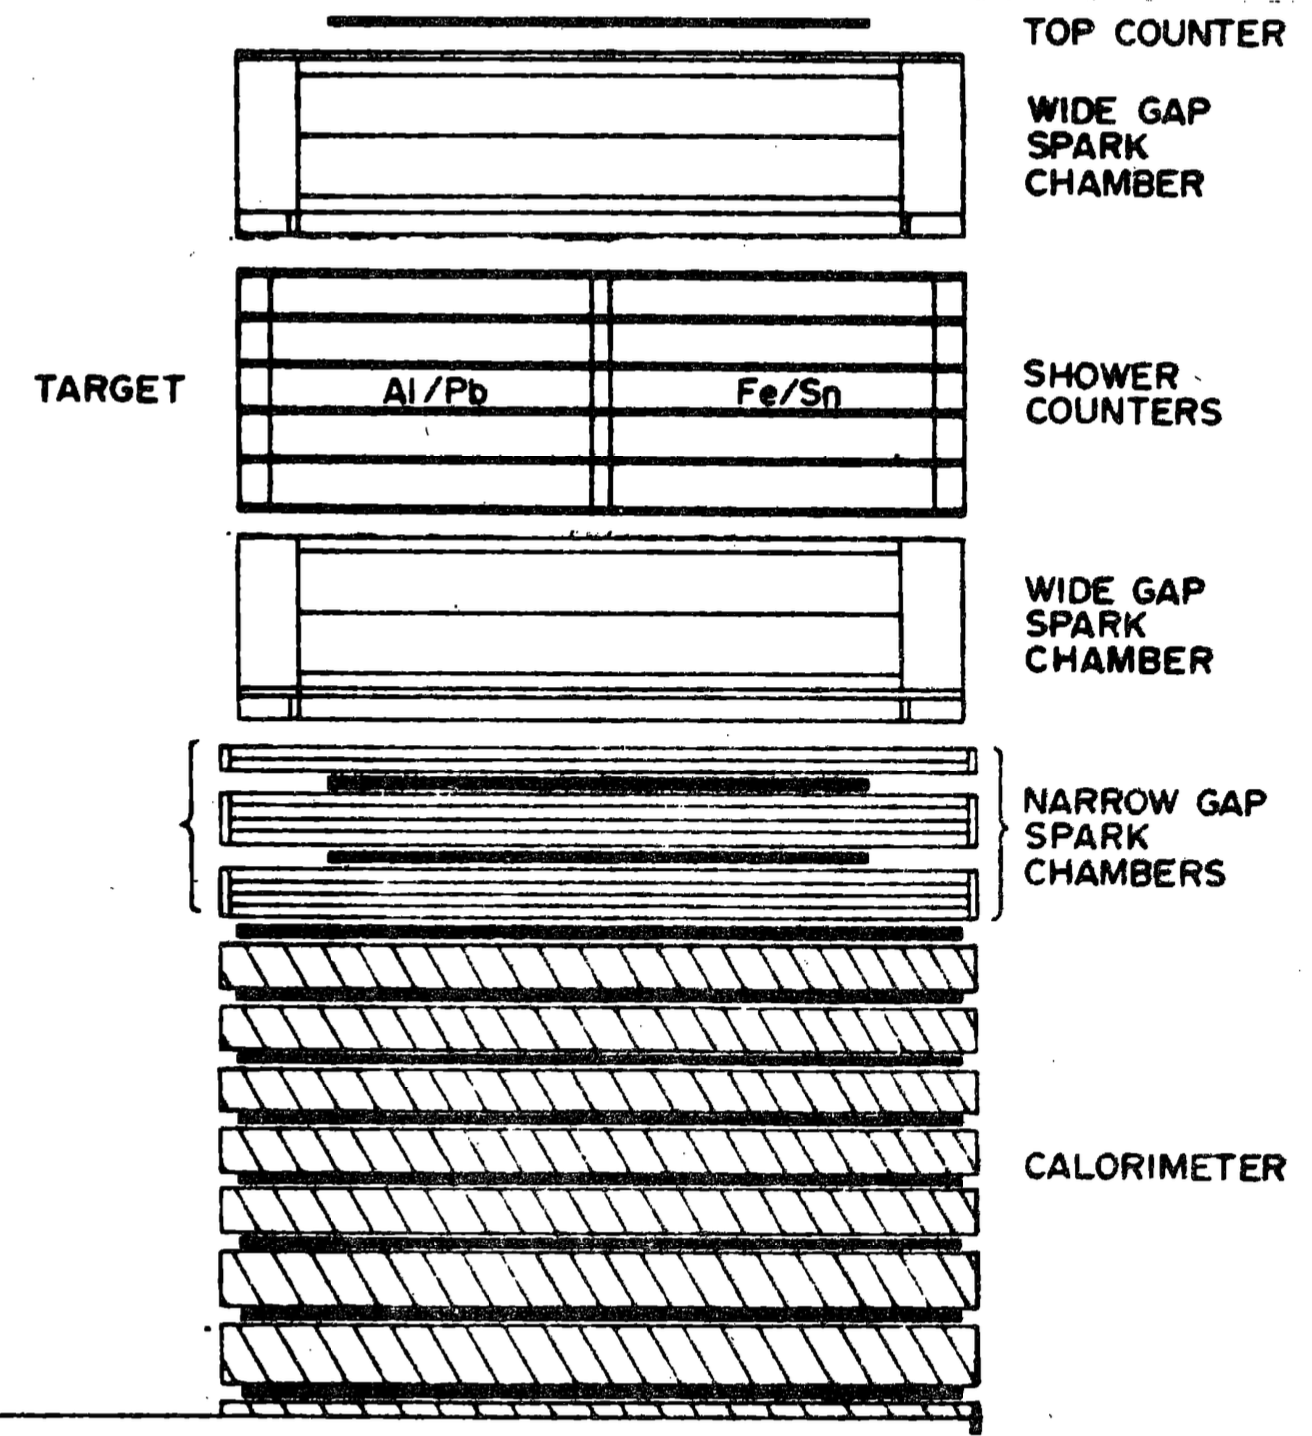 TOP COUNTER
WIDE GAP
SPARK
CHAMBER
TARGET
Al/Pb
Fe/Sn
SHOWER
COUNTERS
WIDE GAP
SPARK
CHAMBER
NARROW GAP
SPARK
CHAMBERS
CALORIMETER